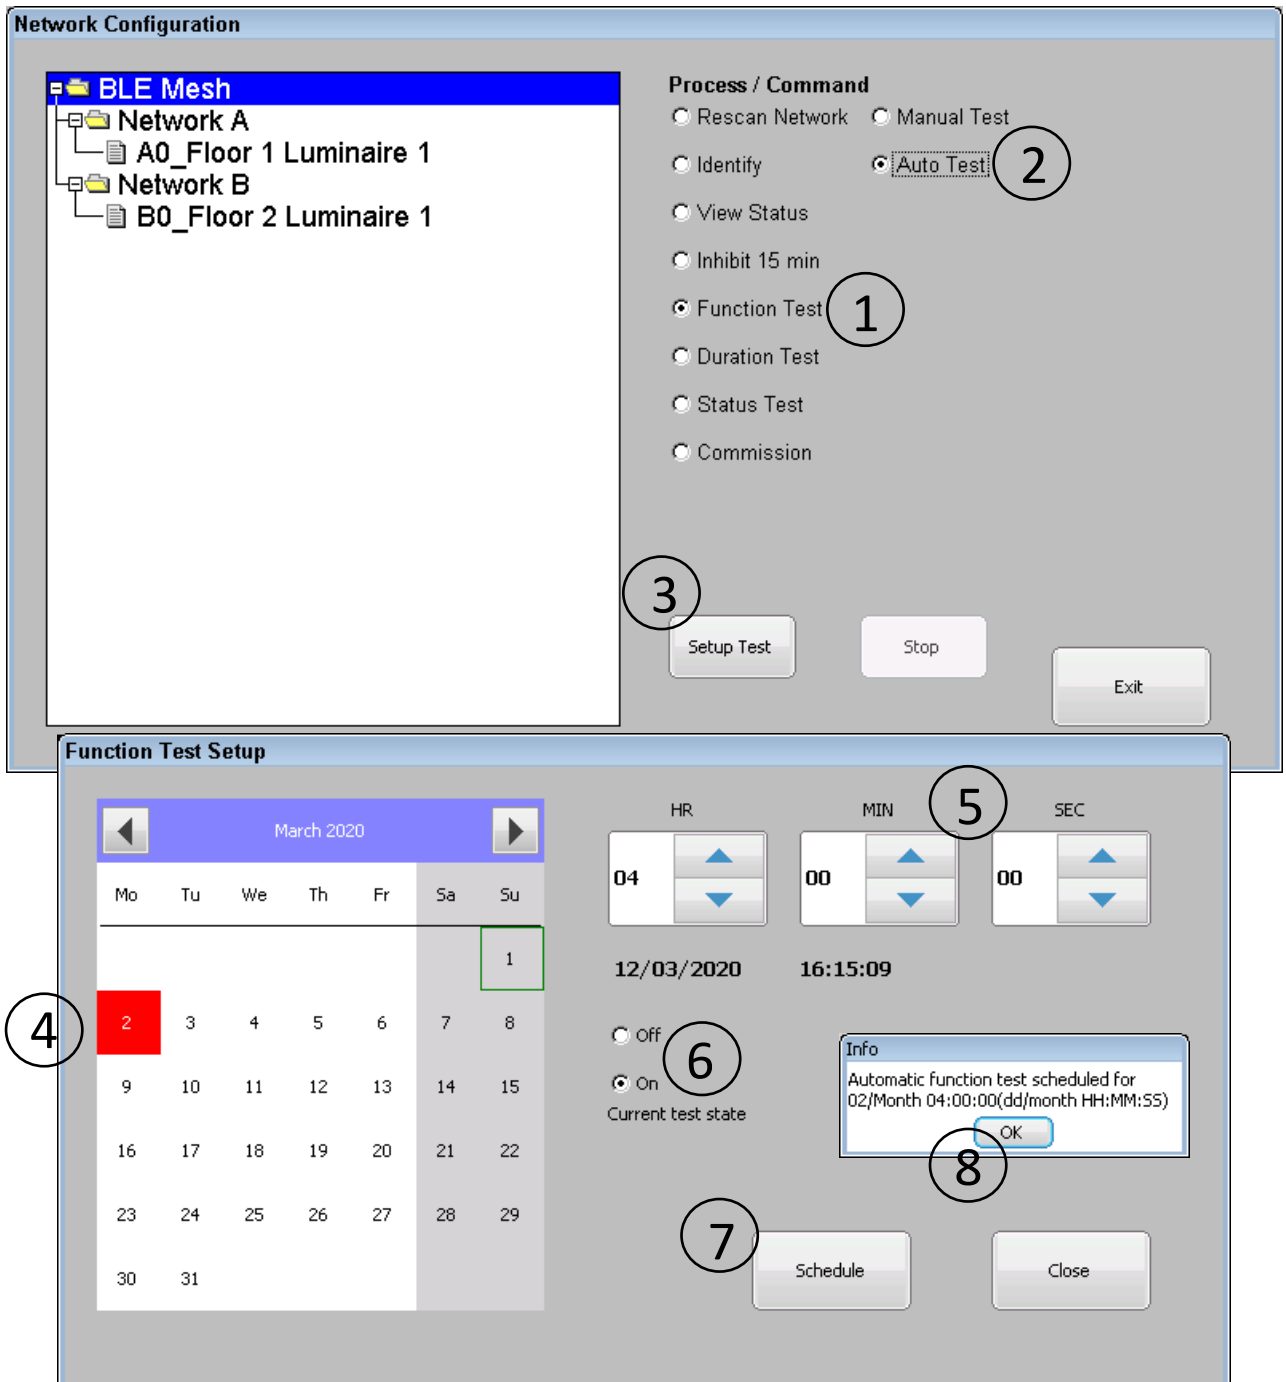 Network Configuration
BLE Mesh
Network A
A0_Floor 1 Luminaire 1
Network B
B0_Floor 2 Luminaire 1
Process / Command
Rescan Network Manual Test
Identify Auto Test 2
View Status
Inhibit 15 min
Function Test 1
Duration Test
Status Test
Commission
3
Setup Test Stop
Exit
Function Test Setup
March 2020
Mo Tu We Th Fr Sa Su
1
4 2 3 4 5 6 7 8
9 10 11 12 13 14 15
16 17 18 19 20 21 22
23 24 25 26 27 28 29
30 31
HR MIN 5 SEC
04 00 00
12/03/2020 16:15:09
Off
6
On
Current test state
Info
Automatic function test scheduled for
02/Month 04:00:00(dd/month HH:MM:SS)
OK
8
7
Schedule Close